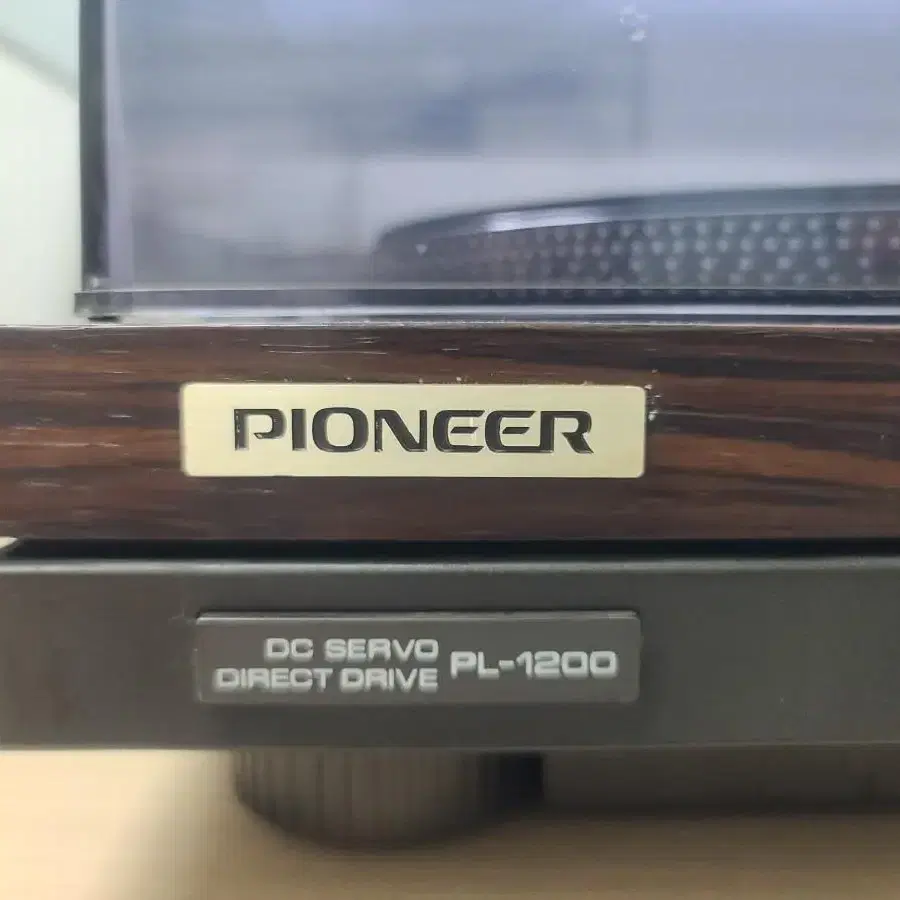 PIONEER
DC SERVO
DIRECT DRIVE PL-1200